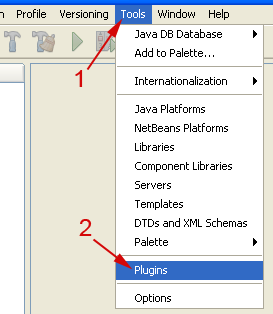 n Profile Versioning Tools Window Help
1
Java DB Database
Add to Palette...
Internationalization
Java Platforms
NetBeans Platforms
Libraries
Component Libraries
Servers
Templates
DTDs and XML Schemas
2
Palette
Plugins
Options